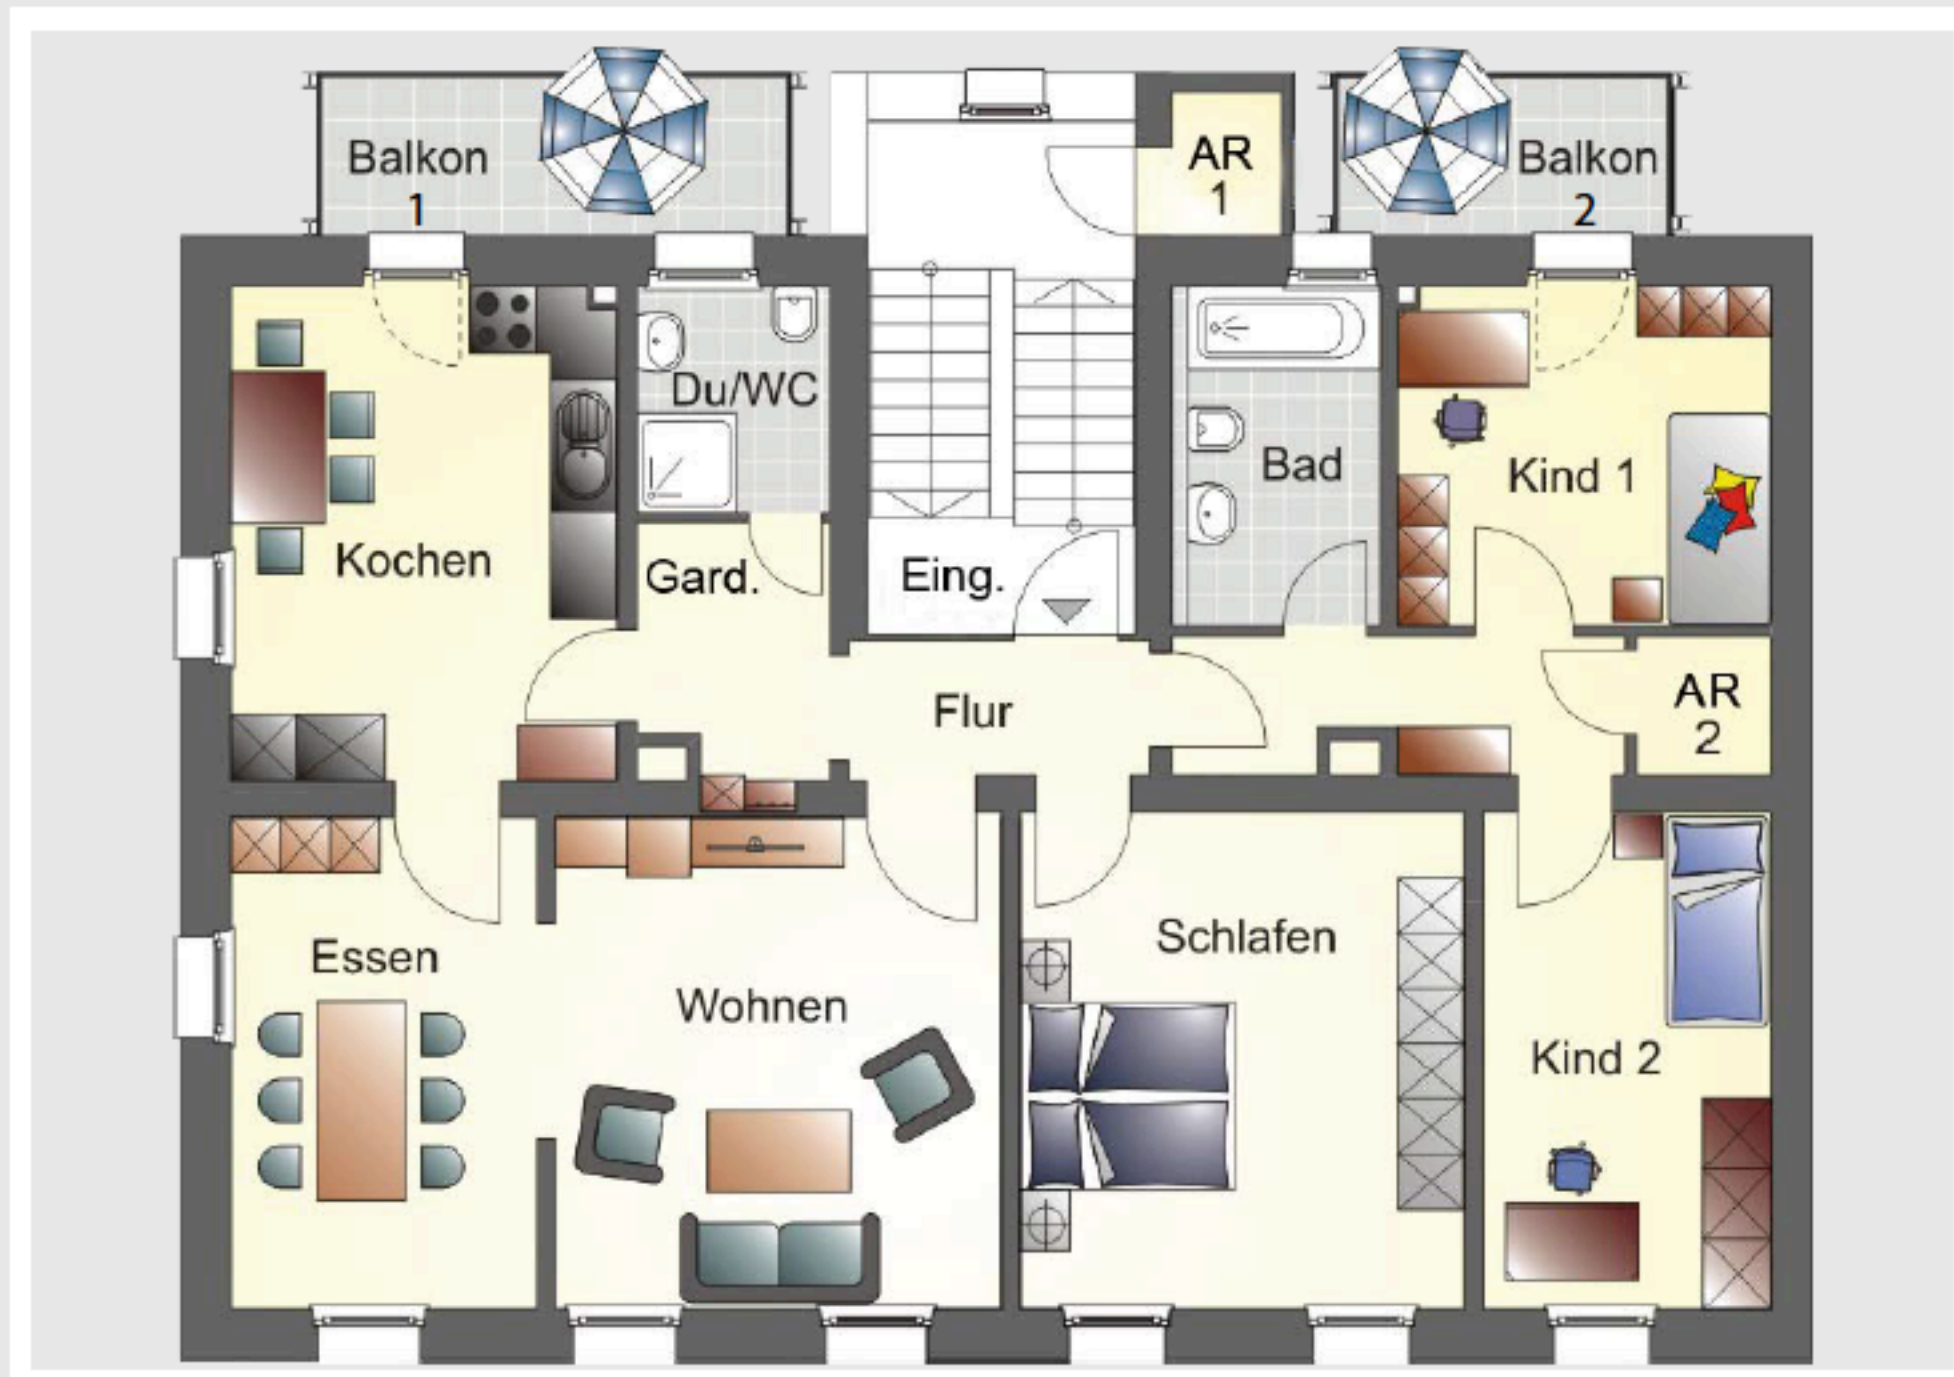 Balkon
1
AR
1
Balkon
2
Du/WC
Bad
Kind 1
Kochen
Gard.
Eing.
Flur
AR
2
Essen
Wohnen
Schlafen
Kind 2